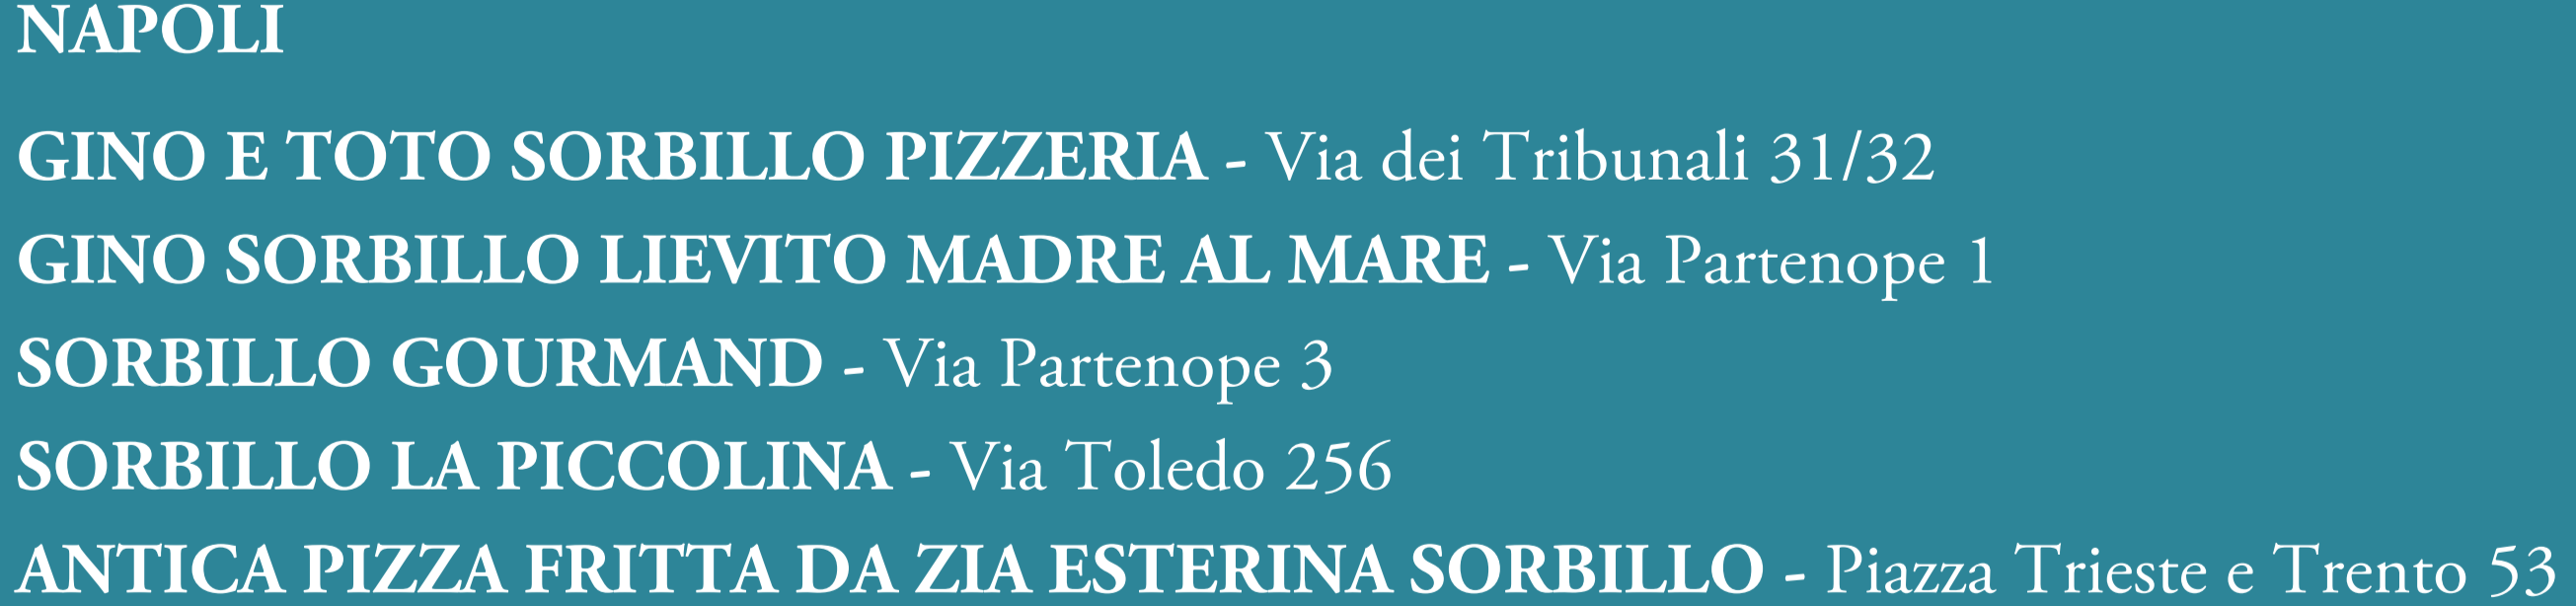 NAPOLI
GINO E TOTO SORBILLO PIZZERIA - Via dei Tribunali 31/32
GINO SORBILLO LIEVITO MADRE AL MARE - Via Partenope 1
SORBILLO GOURMAND - Via Partenope 3
SORBILLO LA PICCOLINA - Via Toledo 256
ANTICA PIZZA FRITTA DA ZIA ESTERINA SORBILLO - Piazza Trieste e Trento 53